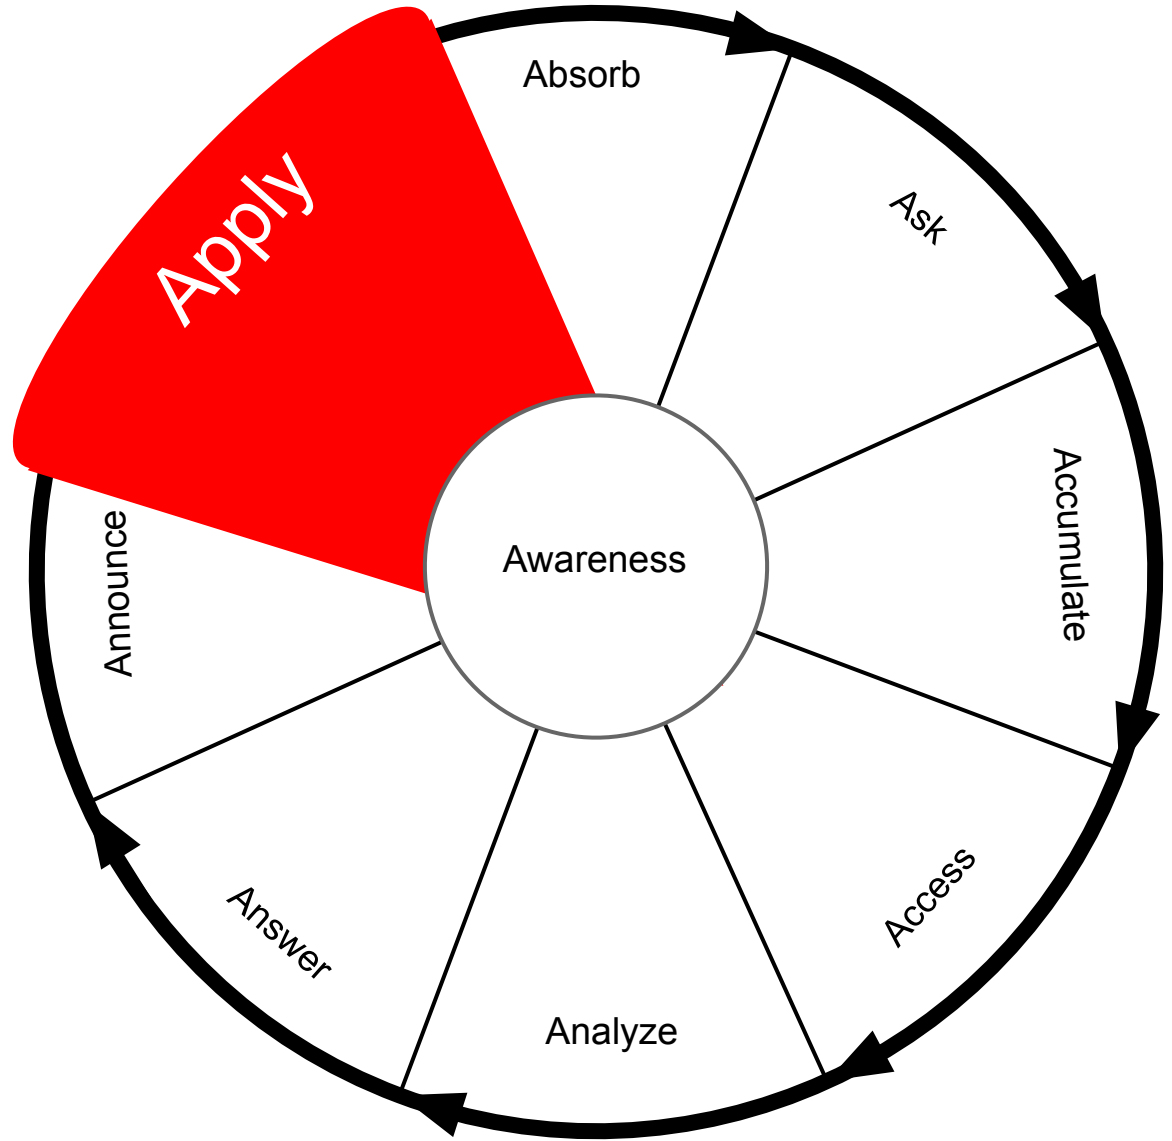 Absorb
Ask
Accumulate
Access
Analyze
Answer
Announce
Apply
Awareness